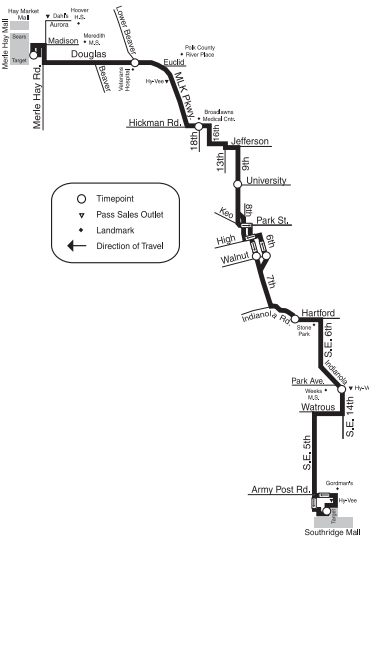 Hay Market
Mall
Merle Hay Mall
Sears
Target
Dahl's
Aurora
Hoover
H.S.
Madison
Meredith
M.S.
Merle Hay Rd.
Douglas
Beaver
Lower Beaver
Veterans
Hospital
Euclid
Hy-Vee
Polk County
River Place
MLK Pkwy.
Broadlawns
Medical Cntr.
Hickman Rd.
18th
16th
Jefferson
13th
9th
University
8th
Keo
Park St.
High
6th
Walnut
7th
Timepoint
Pass Sales Outlet
Landmark
Direction of Travel
Indianola Rd.
Hartford
Stone
Park
S.E. 6th
Indianola
Park Ave.
Weeks
M.S.
Hy-V
Watrous
S.E. 14th
S.E. 5th
Army Post Rd.
Gordman's
Hy-Vee
Target
Southridge Mall